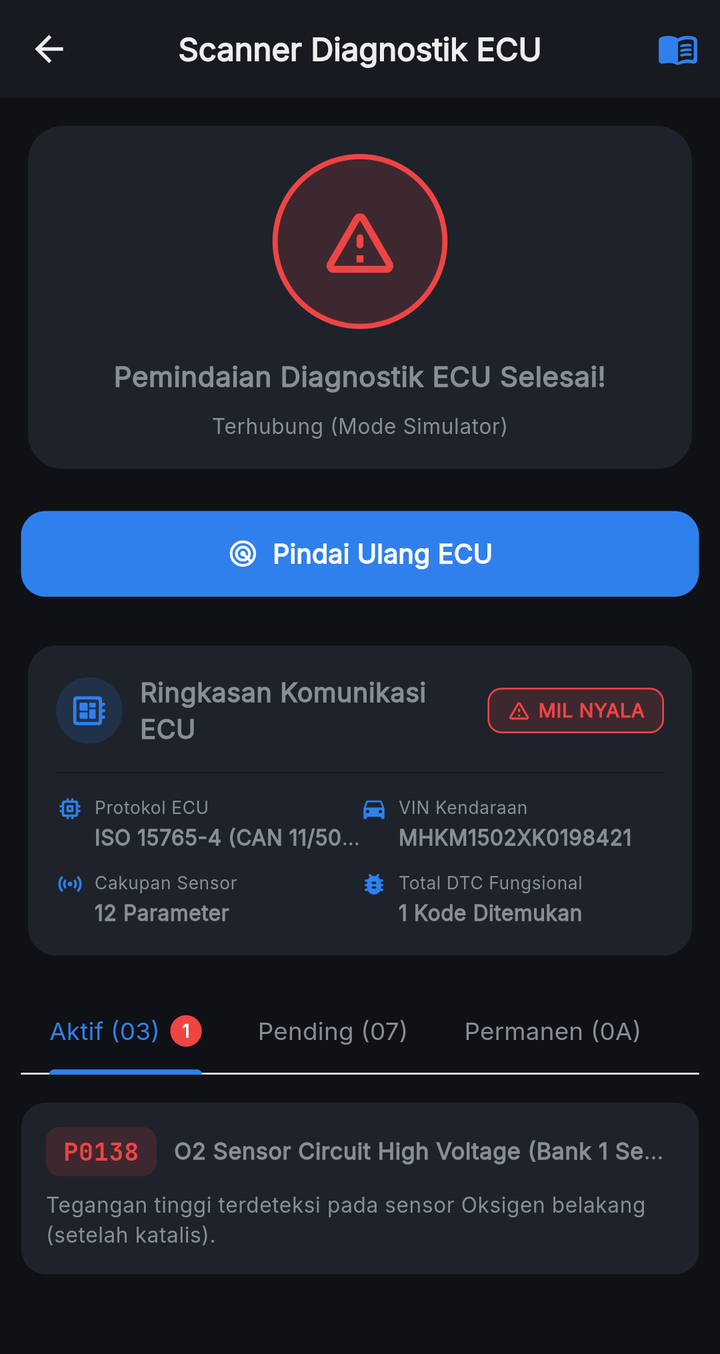 Scanner Diagnostik ECU
Pemindaian Diagnostik ECU Selesai!
Terhubung (Mode Simulator)
Pindai Ulang ECU
Ringkasan Komunikasi
ECU
MIL NYALA
Protokol ECU
ISO 15765-4 (CAN 11/50...
VIN Kendaraan
MHKM1502XK0198421
Cakupan Sensor
12 Parameter
Total DTC Fungsional
1 Kode Ditemukan
Aktif (03) 1
Pending (07)
Permanen (0A)
P0138
O2 Sensor Circuit High Voltage (Bank 1 Se...
Tegangan tinggi terdeteksi pada sensor Oksigen belakang
(setelah katalis).